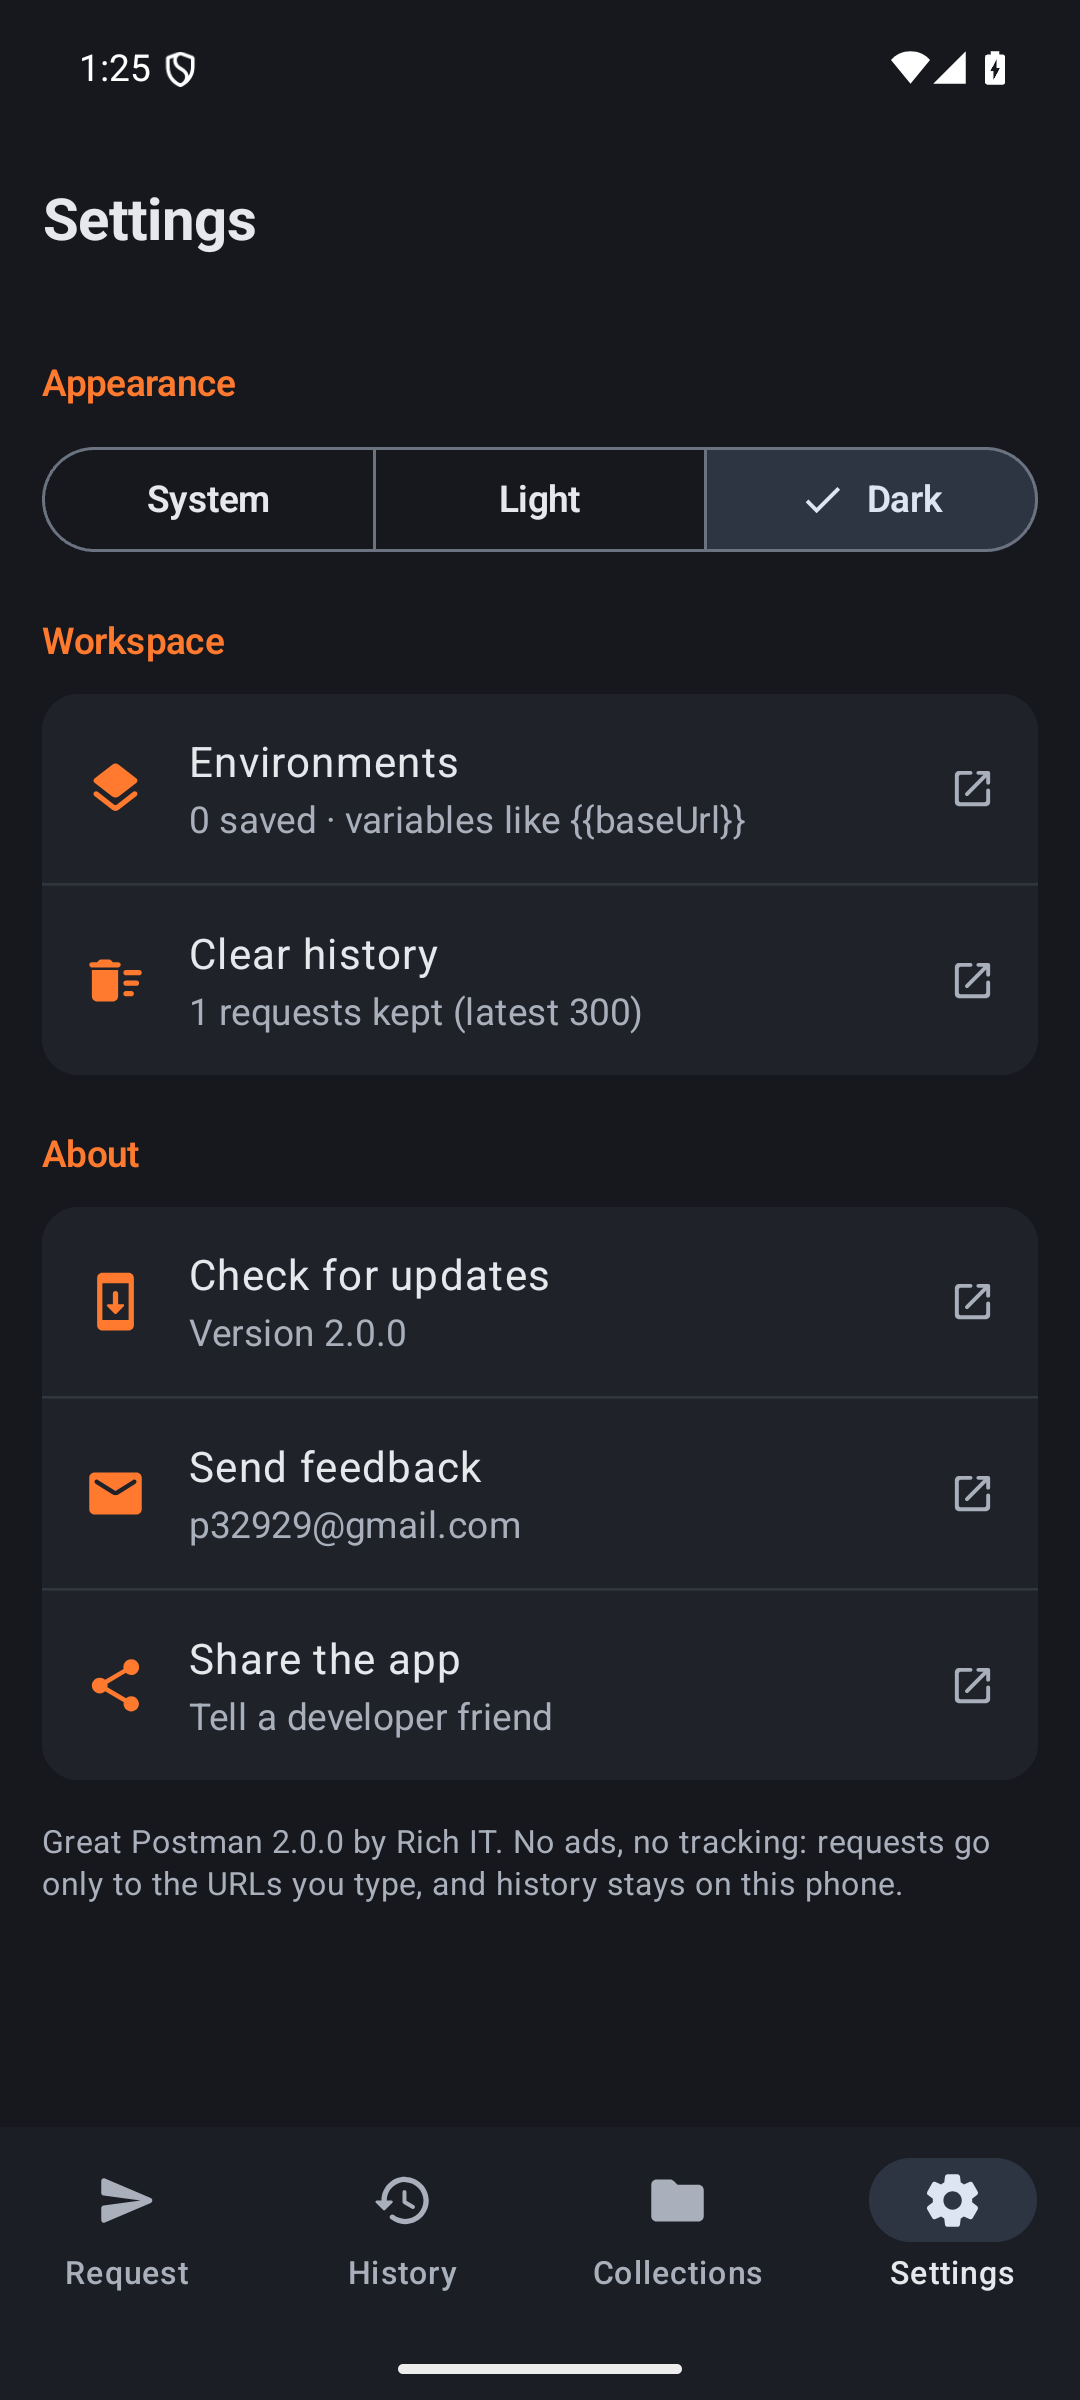 1:25
Settings
Appearance
System
Light
Dark
Workspace
Environments
0 saved · variables like {{baseUrl}}
Clear history
1 requests kept (latest 300)
About
Check for updates
Version 2.0.0
Send feedback
p32929@gmail.com
Share the app
Tell a developer friend
Great Postman 2.0.0 by Rich IT. No ads, no tracking: requests go
only to the URLs you type, and history stays on this phone.
Request
History
Collections
Settings